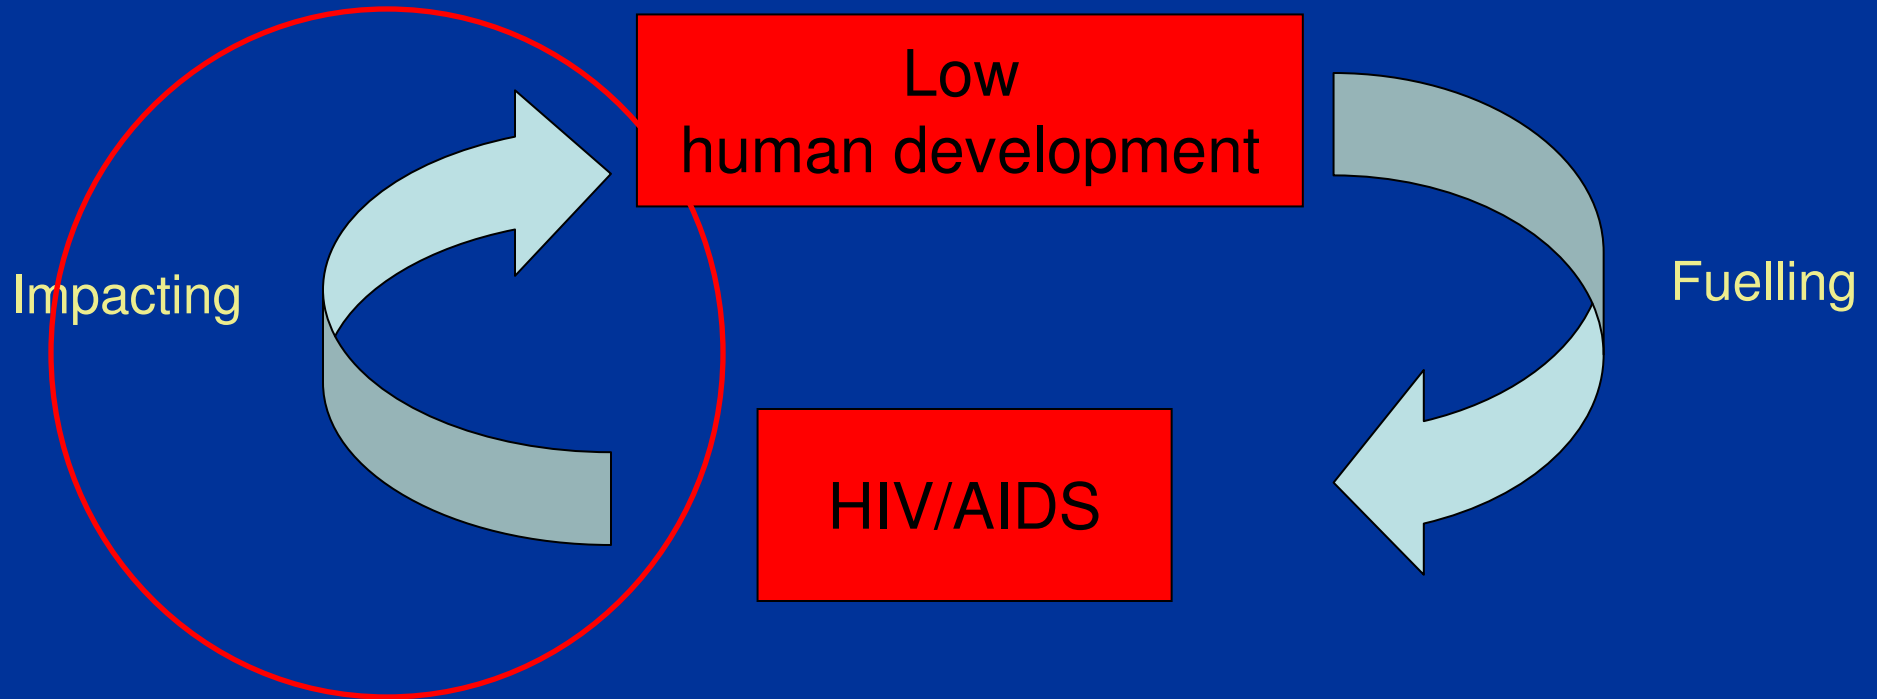 Low
human development
Impacting
Fuelling
HIV/AIDS